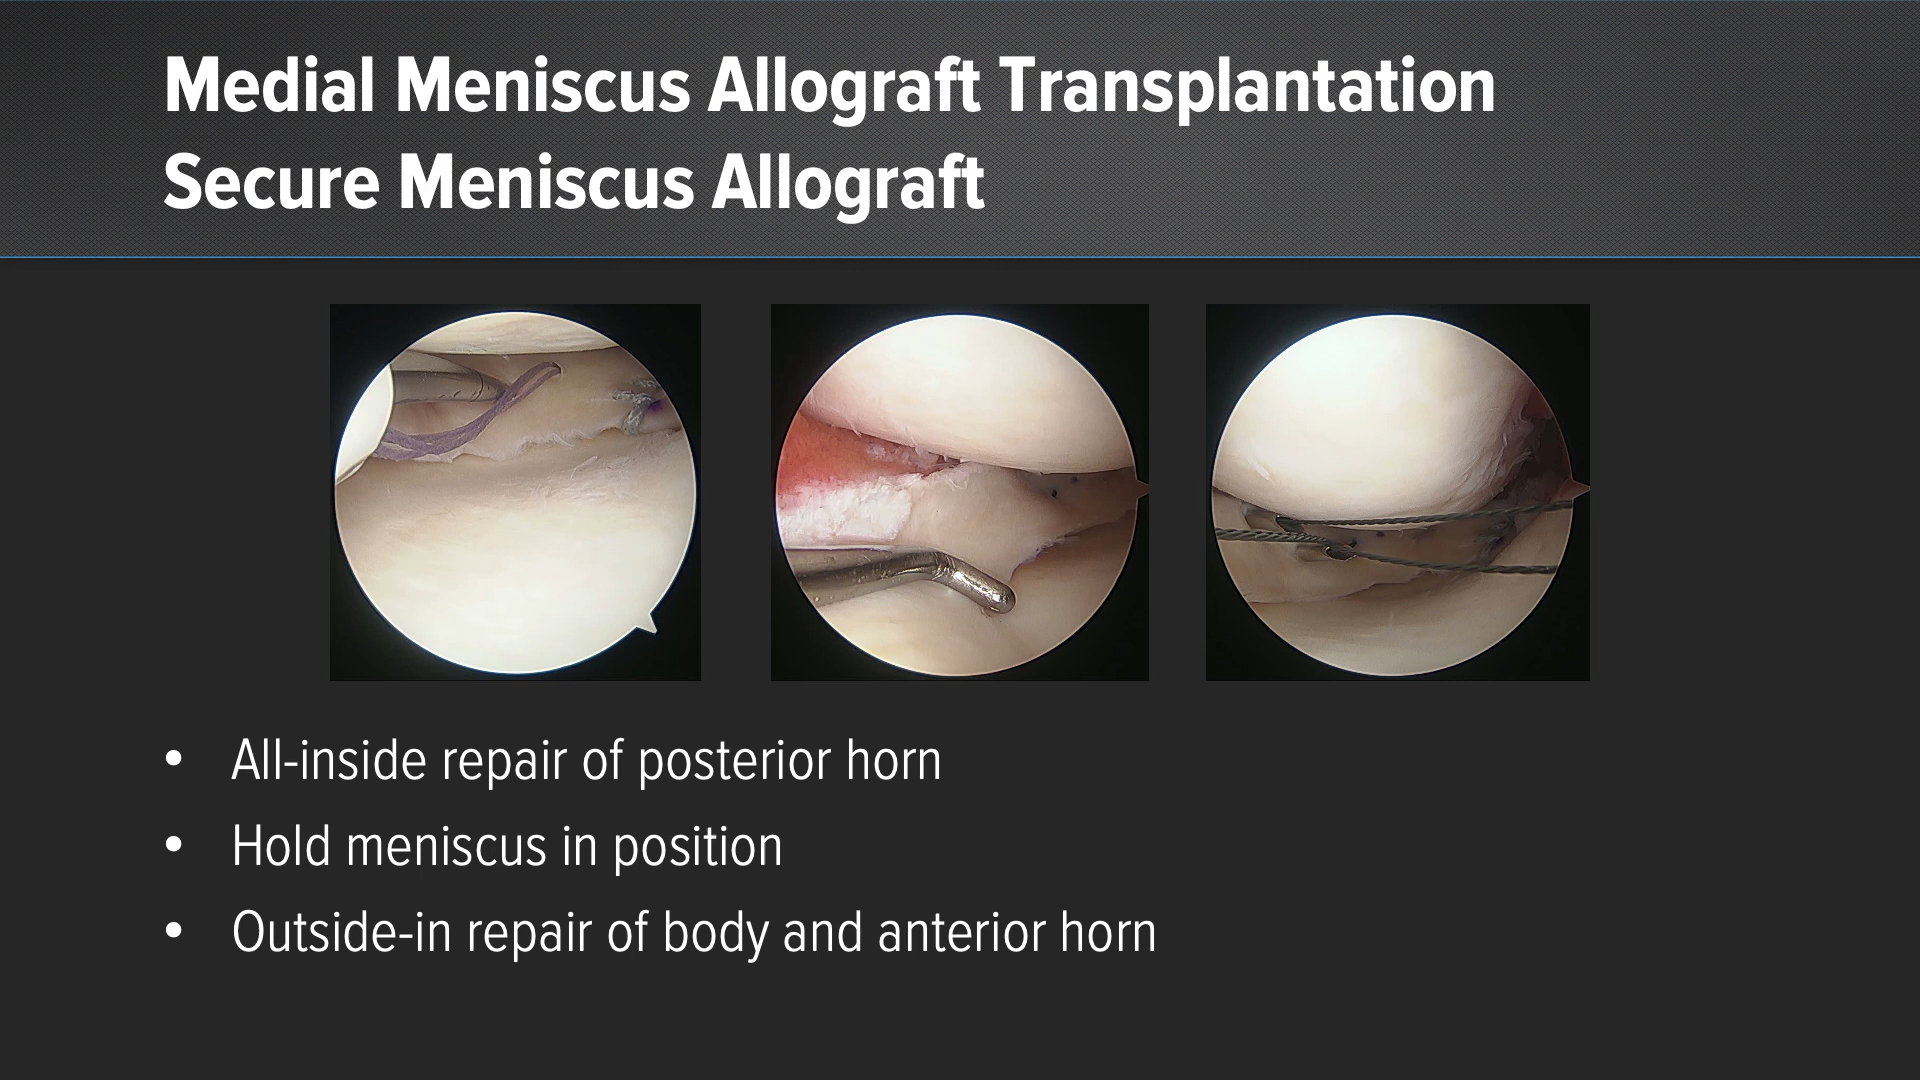 Medial Meniscus Allograft Transplantation
Secure Meniscus Allograft
• All-inside repair of posterior horn
• Hold meniscus in position
• Outside-in repair of body and anterior horn